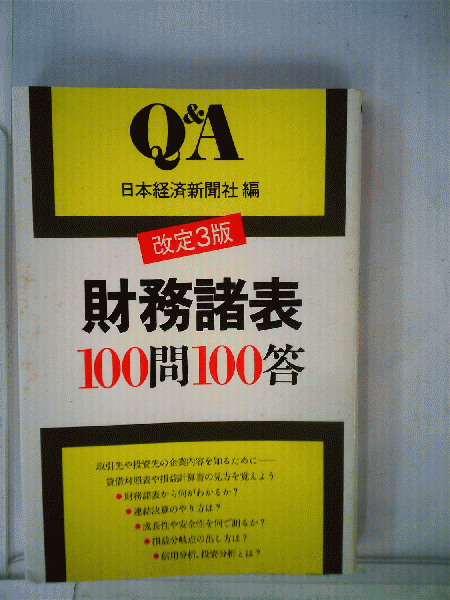 Q&A
日本経済新聞社 編
改定3版
財務諸表
100問100答
取引先や投資先の企業内容を知るために——
貸借対照表や損益計算書の見方を覚えよう
●財務諸表から何がわかるか?
●連結決算のやり方は?
●成長性や安全性を何で測るか?
●損益分岐点の出し方は?
●信用分析、投資分析とは?